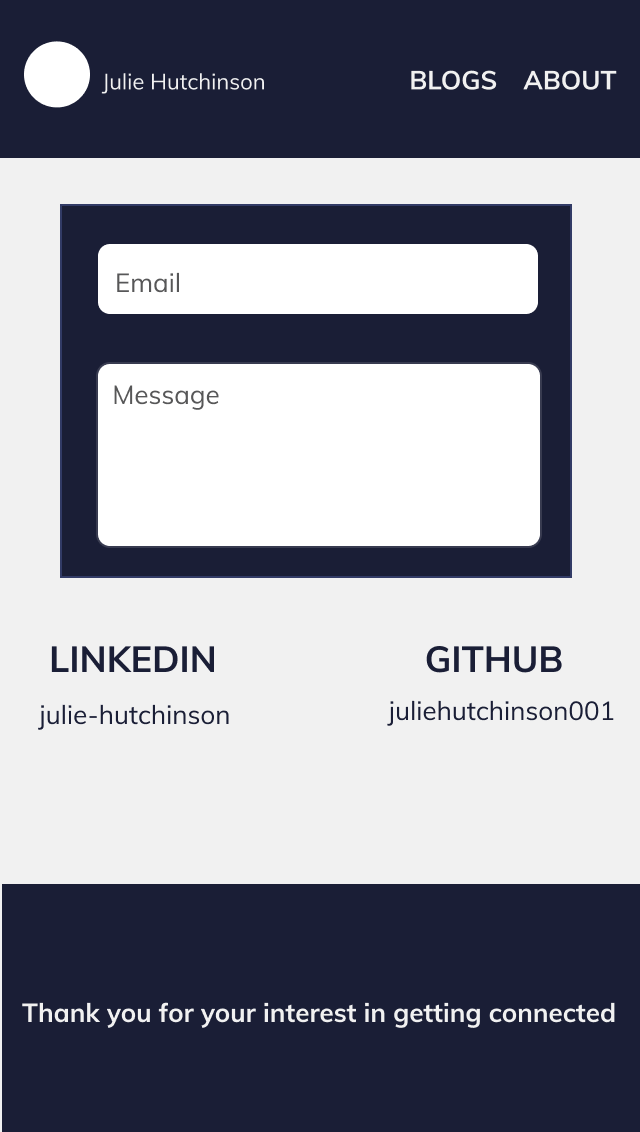 Julie Hutchinson BLOGS ABOUT
Email
Message
LINKEDIN GITHUB
julie-hutchinson juliehutchinson001
Thank you for your interest in getting connected